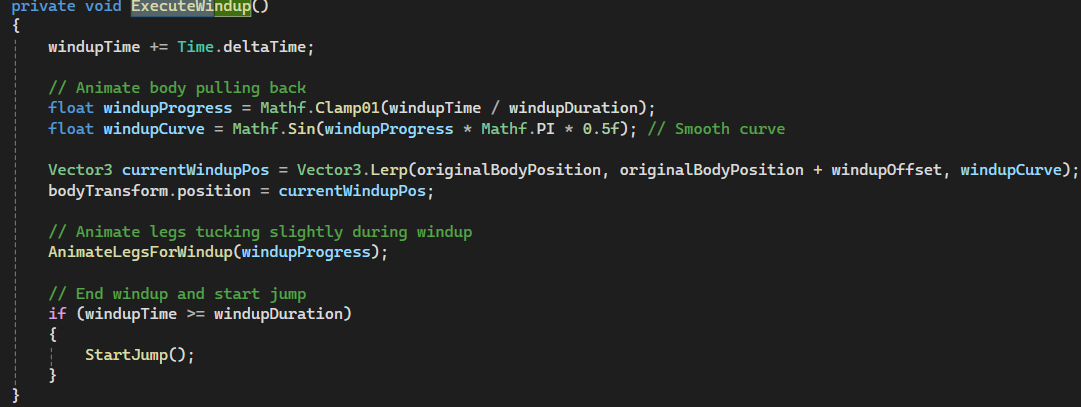 private void ExecuteWindup()
{
windupTime += Time.deltaTime;
// Animate body pulling back
float windupProgress = Mathf.Clamp01(windupTime / windupDuration);
float windupCurve = Mathf.Sin(windupProgress * Mathf.PI * 0.5f); // Smooth curve
Vector3 currentWindupPos = Vector3.Lerp(originalBodyPosition, originalBodyPosition + windupOffset, windupCurve);
bodyTransform.position = currentWindupPos;
// Animate legs tucking slightly during windup
AnimateLegsForWindup(windupProgress);
// End windup and start jump
if (windupTime >= windupDuration)
{
StartJump();
}
}